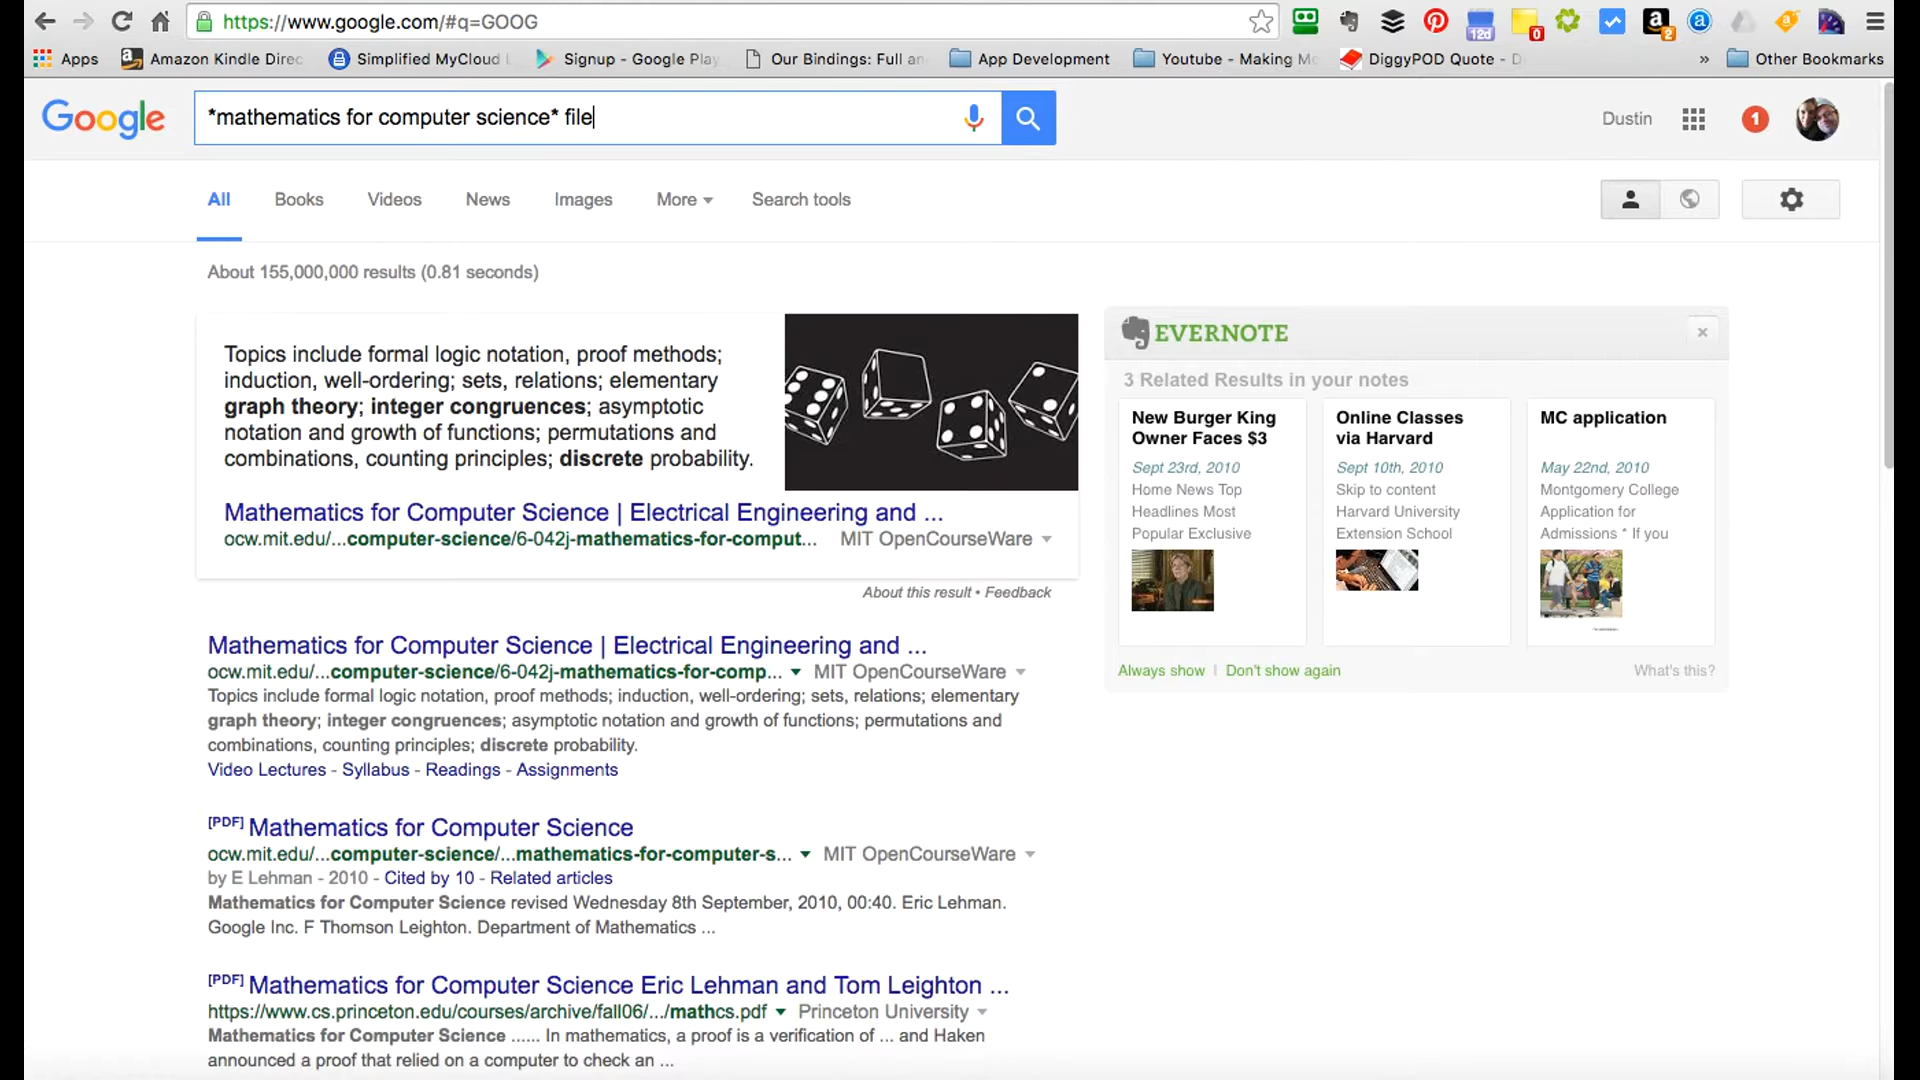 https://www.google.com/#q=GOOG
12d
0
2
Apps
Amazon Kindle Direc
Simplified MyCloud
Signup - Google Play
Our Bindings: Full an
App Development
Youtube - Making Mo
DiggyPOD Quote - D
»
Other Bookmarks
Google
*mathematics for computer science* file
Dustin
1
All
Books
Videos
News
Images
More
Search tools
About 155,000,000 results (0.81 seconds)
Topics include formal logic notation, proof methods;
induction, well-ordering; sets, relations; elementary
graph theory; integer congruences; asymptotic
notation and growth of functions; permutations and
combinations, counting principles; discrete probability.
Mathematics for Computer Science | Electrical Engineering and ...
ocw.mit.edu/...computer-science/6-042j-mathematics-for-comput... MIT OpenCourseWare
About this result • Feedback
Mathematics for Computer Science | Electrical Engineering and ...
ocw.mit.edu/...computer-science/6-042j-mathematics-for-comp... MIT OpenCourseWare
Topics include formal logic notation, proof methods; induction, well-ordering; sets, relations; elementary
graph theory; integer congruences; asymptotic notation and growth of functions; permutations and
combinations, counting principles; discrete probability.
Video Lectures - Syllabus - Readings - Assignments
[PDF] Mathematics for Computer Science
ocw.mit.edu/...computer-science/...mathematics-for-computer-s... MIT OpenCourseWare
by E Lehman - 2010 - Cited by 10 - Related articles
Mathematics for Computer Science revised Wednesday 8th September, 2010, 00:40. Eric Lehman.
Google Inc. F Thomson Leighton. Department of Mathematics ...
[PDF] Mathematics for Computer Science Eric Lehman and Tom Leighton ...
https://www.cs.princeton.edu/courses/archive/fall06/.../mathcs.pdf Princeton University
Mathematics for Computer Science ...... In mathematics, a proof is a verification of ... and Haken
announced a proof that relied on a computer to check an ...
EVERNOTE
×
3 Related Results in your notes
New Burger King
Owner Faces $3
Sept 23rd, 2010
Home News Top
Headlines Most
Popular Exclusive
Online Classes
via Harvard
Sept 10th, 2010
Skip to content
Harvard University
Extension School
MC application
May 22nd, 2010
Montgomery College
Application for
Admissions * If you
Always show | Don't show again
What's this?